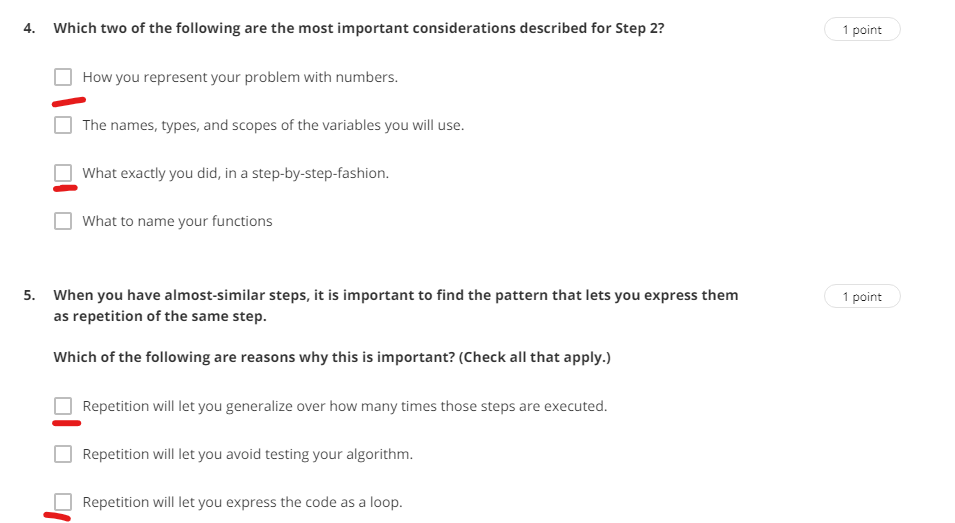 4. Which two of the following are the most important considerations described for Step 2?
1 point
How you represent your problem with numbers.
The names, types, and scopes of the variables you will use.
What exactly you did, in a step-by-step-fashion.
What to name your functions
5. When you have almost-similar steps, it is important to find the pattern that lets you express them
1 point
as repetition of the same step.
Which of the following are reasons why this is important? (Check all that apply.)
Repetition will let you generalize over how many times those steps are executed.
Repetition will let you avoid testing your algorithm.
Repetition will let you express the code as a loop.